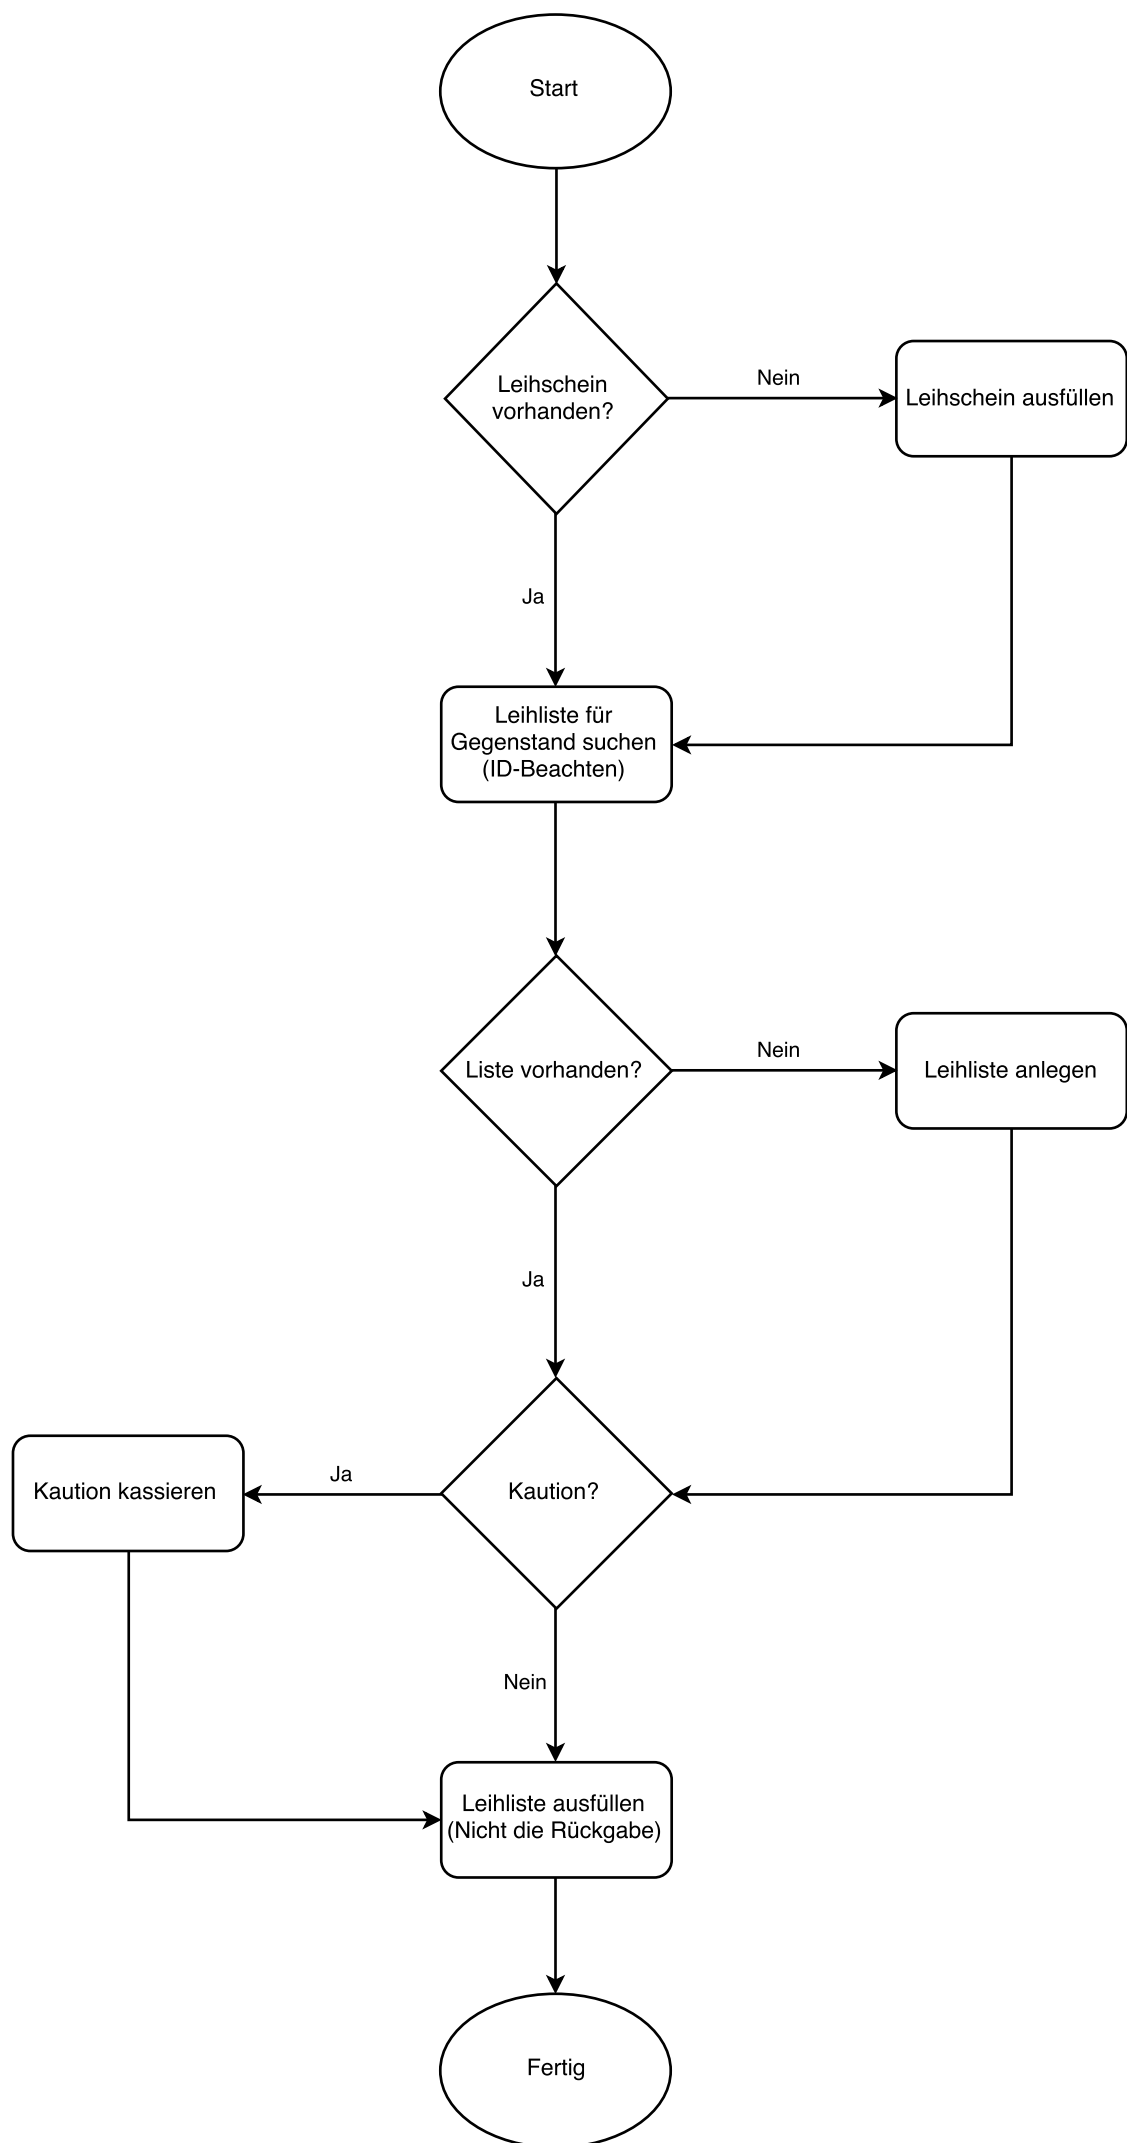 Start
Leihschein
vorhanden?
Nein
Leihschein ausfüllen
Ja
Leihliste für
Gegenstand suchen
(ID-Beachten)
Liste vorhanden?
Nein
Leihliste anlegen
Ja
Kaution kassieren
Ja
Kaution?
Nein
Leihliste ausfüllen
(Nicht die Rückgabe)
Fertig